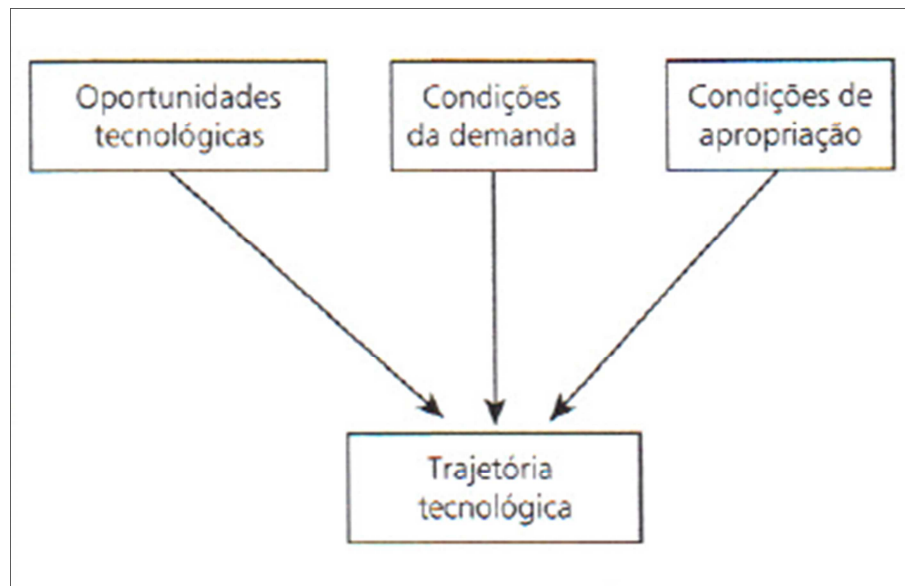 Oportunidades
tecnológicas
Condições
da demanda
Condições de
apropriação
Trajetória
tecnológica